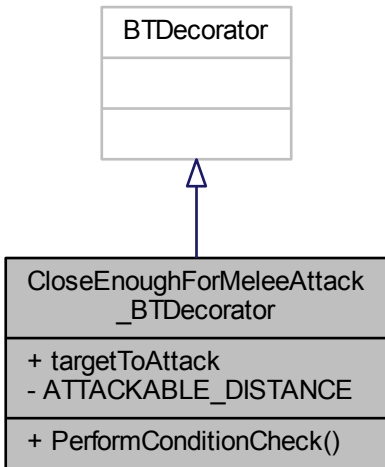 BTDecorator
CloseEnoughForMeleeAttack
_BTDecorator
+ targetToAttack
- ATTACKABLE_DISTANCE
+ PerformConditionCheck()